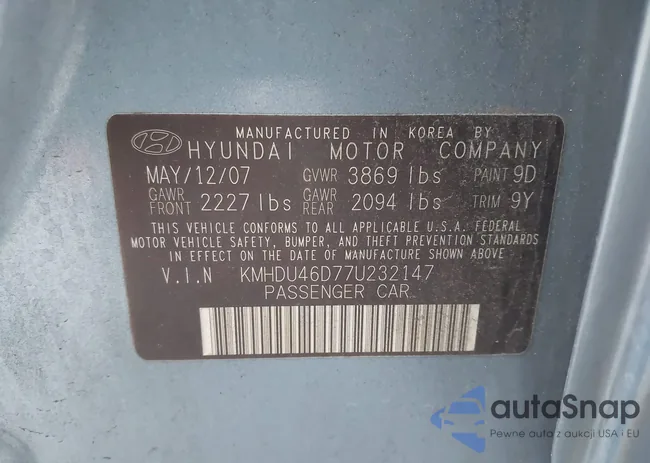 MANUFACTURED IN KOREA BY
HYUNDAI MOTOR COMPANY
MAY/12/07 GVWR 3869 lbs PAINT 9D
GAWR FRONT 2227 lbs GAWR REAR 2094 lbs TRIM 9Y
THIS VEHICLE CONFORMS TO ALL APPLICABLE U.S.A. FEDERAL
MOTOR VEHICLE SAFETY, BUMPER, AND THEFT PREVENTION STANDARDS
IN EFFECT ON THE DATE OF MANUFACTURE SHOWN ABOVE.
V.I.N KMHDU46D77U232147
PASSENGER CAR
autaSnap
Pewne auta z aukcji USA i EU